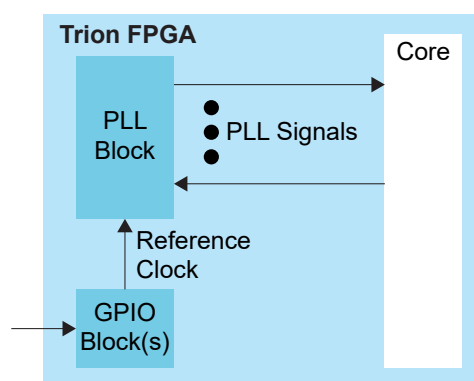 Trion FPGA
Core
PLL
Block
PLL Signals
Reference
Clock
GPIO
Block(s)